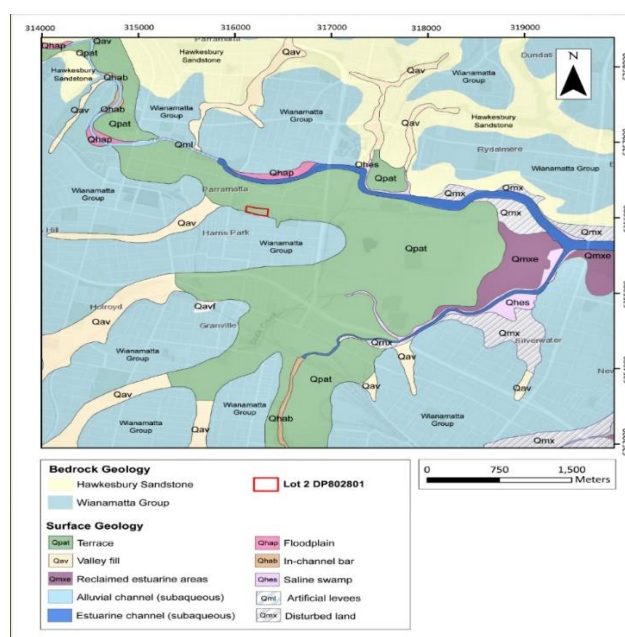 314000 315000 316000 317000 318000 319000
Qhap
Qav
Qpat
Hawkesbury
Sandstone
Qhab
Qav
Qhab
Qpat
Qhap
Wianamatta
Group
Qml
Parramatta
Qav
Wianamatta
Group
Qhap
Qhes
Qpat
Qav
Wianamatta
Group
Dundas
N
Hawkesbury
Sandstone
Rydalmere
Wianamatta Group
Qmx
Qmx
Qmx
Qmx
Wianamatta
Group
Parramatta
Qav
Harris Park
Hill
Wianamatta
Group
Qpat
Qmxe
Qmxe
Qhes
Holroyd
Qav
Qavf
Granville
Qmx
Qmx
Silverwater
Wianamatta
Group
Wianamatta
Group
Qav
Qav
Qhab
Qpat
Qav
Qav
Wianamatta
Group
Qav
Wianamatta
Group
Qmx
Bedrock Geology
Hawkesbury Sandstone
Wianamatta Group
Lot 2 DP802801
Surface Geology
Qpat Terrace
Qav Valley fill
Qmxe Reclaimed estuarine areas
Alluvial channel (subaqueous)
Estuarine channel (subaqueous)
Qhap Floodplain
Qhab In-channel bar
Qhes Saline swamp
Qml Artificial levees
Qmx Disturbed land
0 750 1,500
Meters